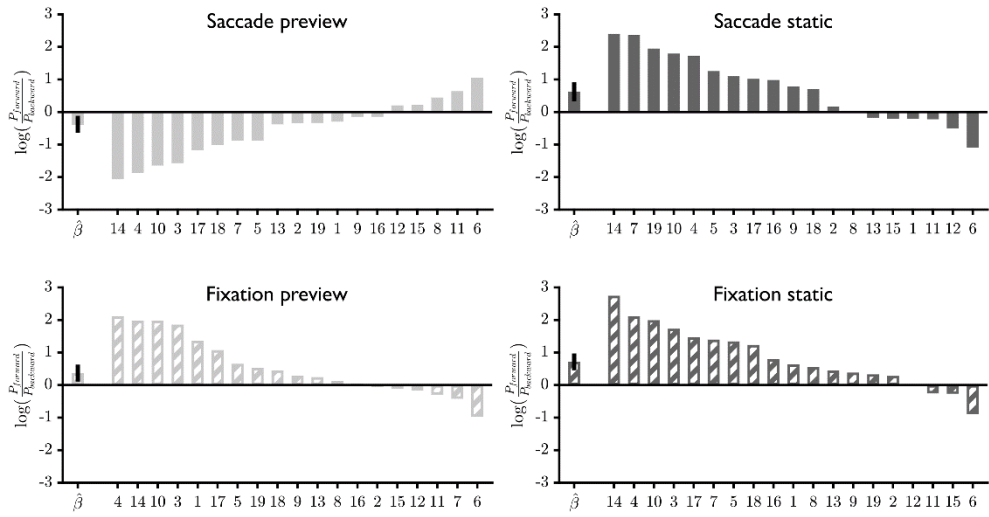 Saccade preview
3
2
1
0
-1
-2
-3
log(P_forward/P_backward)
β̂ 14 4 10 3 17 18 7 5 13 2 19 1 9 16 12 15 8 11 6
Saccade static
3
2
1
0
-1
-2
-3
log(P_forward/P_backward)
β̂ 14 7 19 10 4 5 3 17 16 9 18 2 8 13 15 1 11 12 6
Fixation preview
3
2
1
0
-1
-2
-3
log(P_forward/P_backward)
β̂ 4 14 10 3 1 17 5 19 18 9 13 8 16 2 15 12 11 7 6
Fixation static
3
2
1
0
-1
-2
-3
log(P_forward/P_backward)
β̂ 14 4 10 3 17 7 5 18 16 1 8 13 9 19 2 12 11 15 6